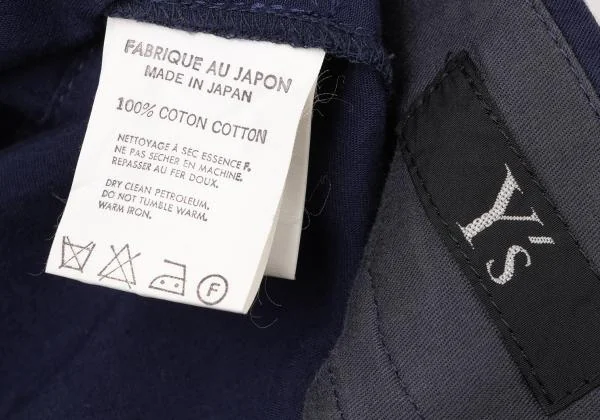 FABRIQUE AU JAPON
MADE IN JAPAN
100% COTON COTTON
NETTOYAGE À SEC ESSENCE F.
NE PAS SECHER EN MACHINE.
REPASSER AU FER DOUX.
DRY CLEAN PETROLEUM.
DO NOT TUMBLE WARM.
WARM IRON.
F
Y's